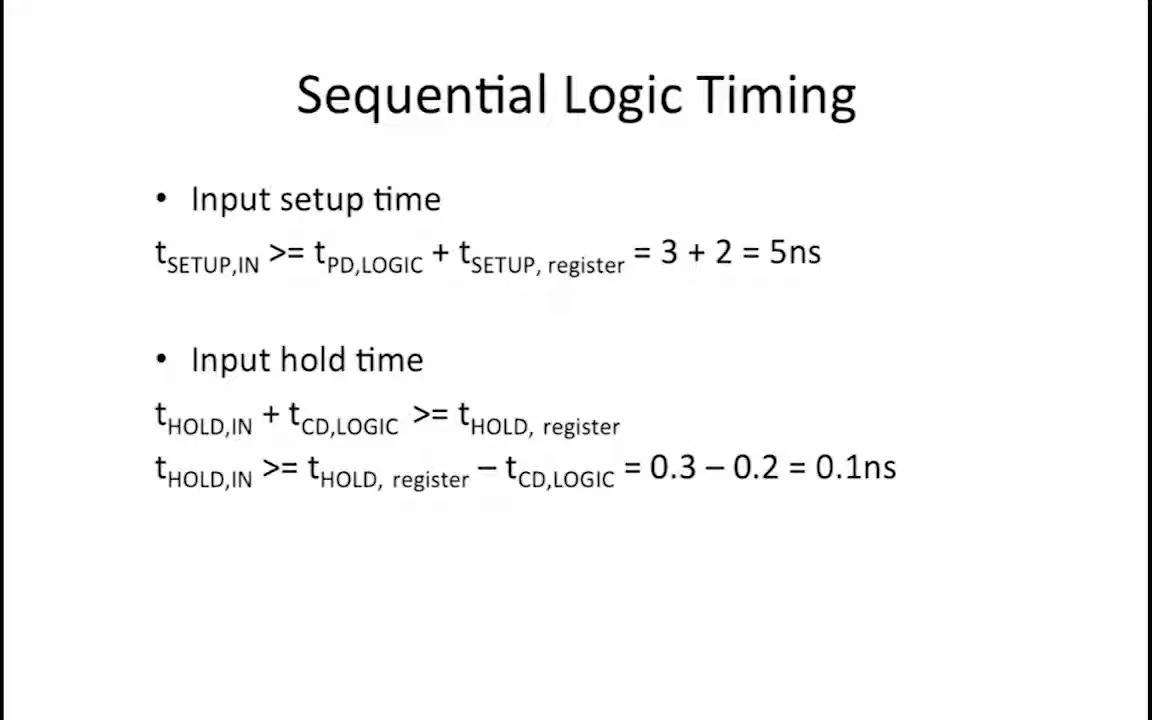 Sequential Logic Timing
• Input setup time
t_SETUP,IN >= t_PD,LOGIC + t_SETUP, register = 3 + 2 = 5ns
• Input hold time
t_HOLD,IN + t_CD,LOGIC >= t_HOLD, register
t_HOLD,IN >= t_HOLD, register – t_CD,LOGIC = 0.3 – 0.2 = 0.1ns